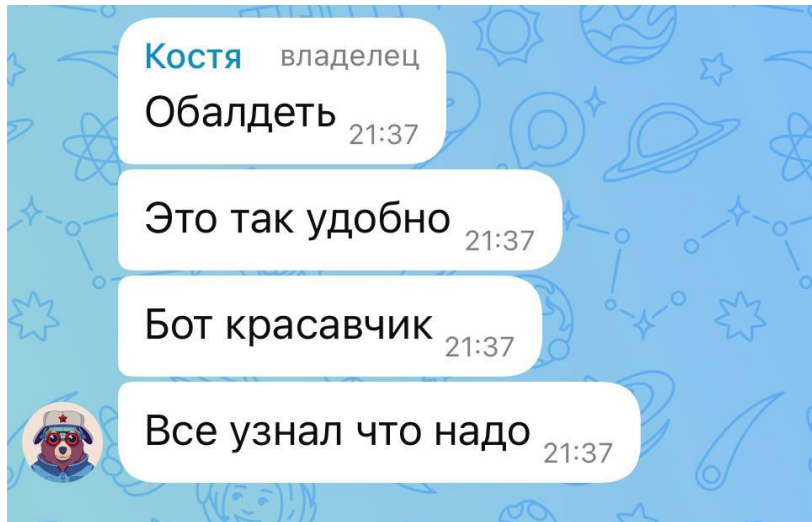 Костя владелец
Обалдеть 21:37
Это так удобно 21:37
Бот красавчик 21:37
Все узнал что надо 21:37